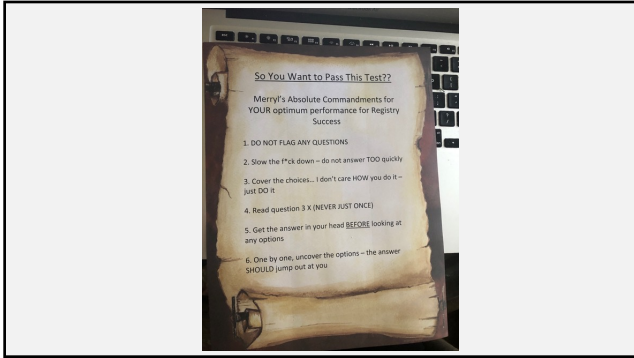 So You Want to Pass This Test??
Merryl's Absolute Commandments for
YOUR optimum performance for Registry
Success
1. DO NOT FLAG ANY QUESTIONS
2. Slow the f*ck down – do not answer TOO quickly
3. Cover the choices... I don't care HOW you do it –
just DO it
4. Read question 3 X (NEVER JUST ONCE)
5. Get the answer in your head BEFORE looking at
any options
6. One by one, uncover the options – the answer
SHOULD jump out at you